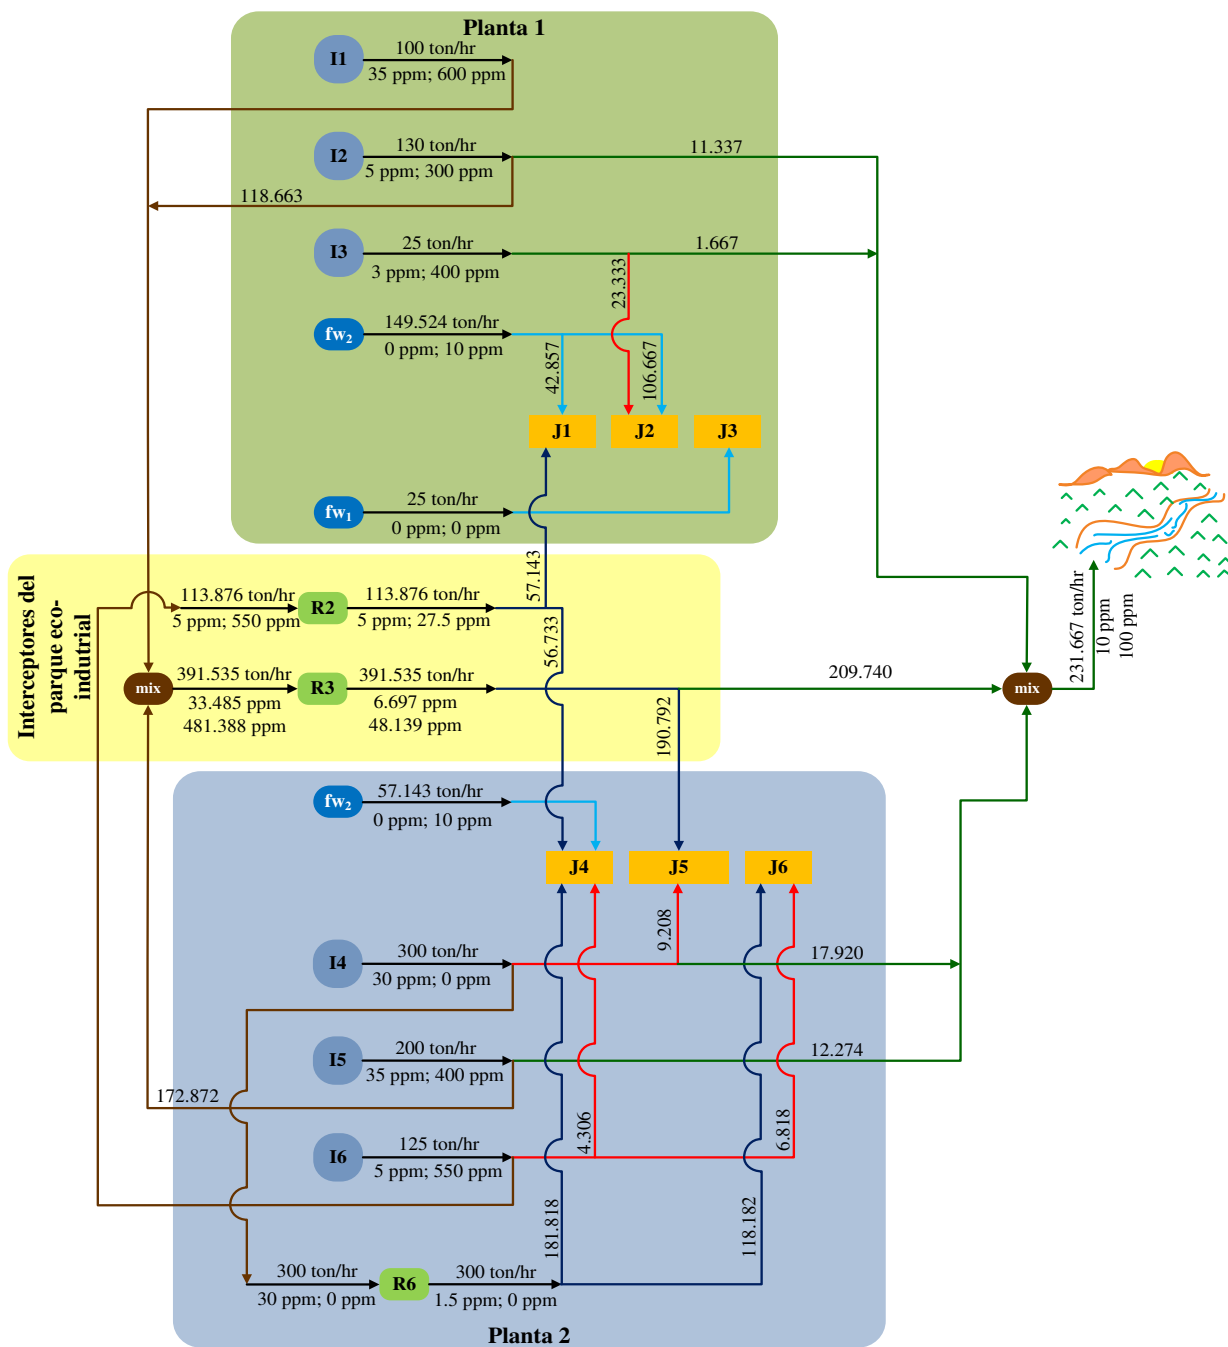 Planta 1
I1
100 ton/hr
35 ppm; 600 ppm
I2
130 ton/hr
5 ppm; 300 ppm
11.337
118.663
I3
25 ton/hr
3 ppm; 400 ppm
1.667
23.333
fw2
149.524 ton/hr
0 ppm; 10 ppm
42.857
106.667
J1
J2
J3
fw1
25 ton/hr
0 ppm; 0 ppm
57.143
Interceptores del
parque eco-
indutrial
113.876 ton/hr
5 ppm; 550 ppm
R2
113.876 ton/hr
5 ppm; 27.5 ppm
56.733
mix
391.535 ton/hr
33.485 ppm
481.388 ppm
R3
391.535 ton/hr
6.697 ppm
48.139 ppm
190.792
209.740
mix
231.667 ton/hr
10 ppm
100 ppm
fw2
57.143 ton/hr
0 ppm; 10 ppm
J4
J5
J6
9.208
I4
300 ton/hr
30 ppm; 0 ppm
17.920
I5
200 ton/hr
35 ppm; 400 ppm
12.274
172.872
4.306
6.818
I6
125 ton/hr
5 ppm; 550 ppm
181.818
118.182
300 ton/hr
30 ppm; 0 ppm
R6
300 ton/hr
1.5 ppm; 0 ppm
Planta 2